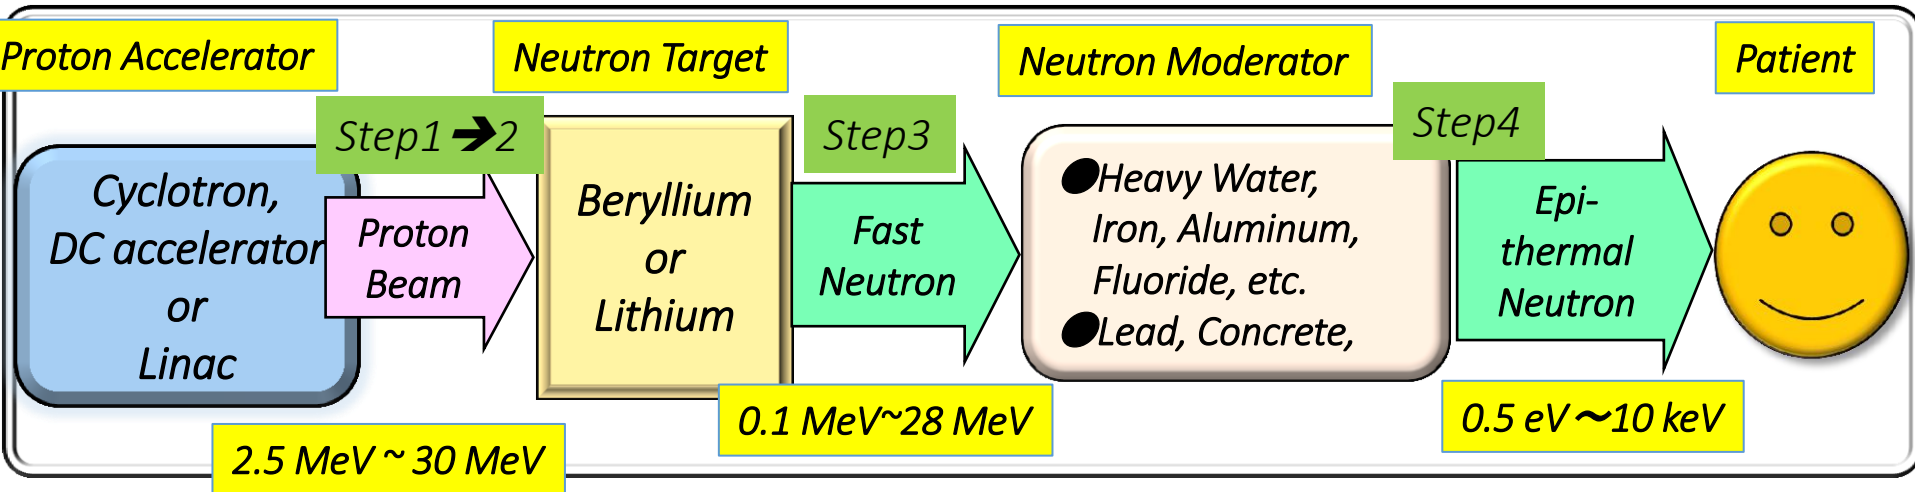 Proton Accelerator
Neutron Target
Neutron Moderator
Patient
Step1➔2
Step3
Step4
Cyclotron,
DC accelerator
or
Linac
Proton
Beam
Beryllium
or
Lithium
Fast
Neutron
●Heavy Water,
Iron, Aluminum,
Fluoride, etc.
●Lead, Concrete,
Epi-
thermal
Neutron
2.5 MeV ~ 30 MeV
0.1 MeV~28 MeV
0.5 eV～10 keV